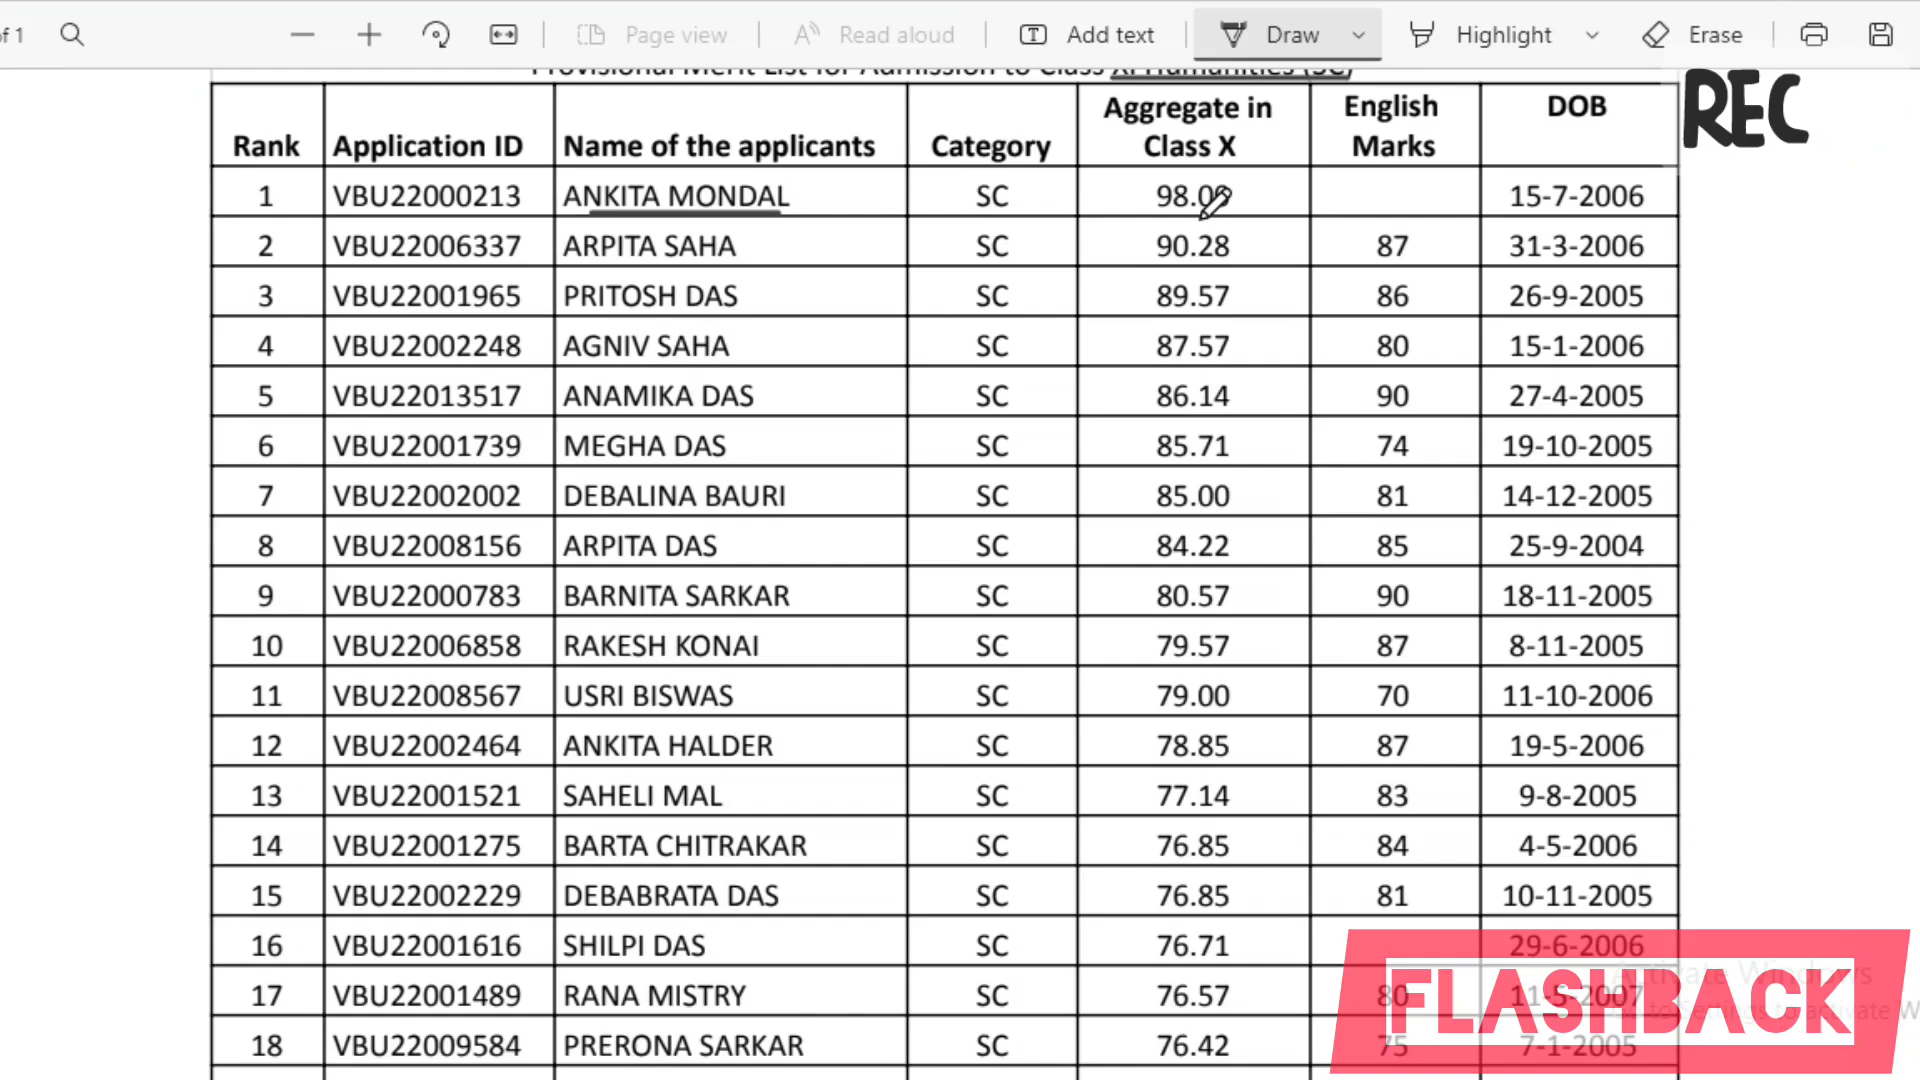 of 1 Page view Read aloud Add text Draw Highlight Erase
Provisional Merit List for Admission to Class XI Humanities (SC)
REC
Rank Application ID Name of the applicants Category Aggregate in Class X English Marks DOB
1 VBU22000213 ANKITA MONDAL SC 98.00 15-7-2006
2 VBU22006337 ARPITA SAHA SC 90.28 87 31-3-2006
3 VBU22001965 PRITOSH DAS SC 89.57 86 26-9-2005
4 VBU22002248 AGNIV SAHA SC 87.57 80 15-1-2006
5 VBU22013517 ANAMIKA DAS SC 86.14 90 27-4-2005
6 VBU22001739 MEGHA DAS SC 85.71 74 19-10-2005
7 VBU22002002 DEBALINA BAURI SC 85.00 81 14-12-2005
8 VBU22008156 ARPITA DAS SC 84.22 85 25-9-2004
9 VBU22000783 BARNITA SARKAR SC 80.57 90 18-11-2005
10 VBU22006858 RAKESH KONAI SC 79.57 87 8-11-2005
11 VBU22008567 USRI BISWAS SC 79.00 70 11-10-2006
12 VBU22002464 ANKITA HALDER SC 78.85 87 19-5-2006
13 VBU22001521 SAHELI MAL SC 77.14 83 9-8-2005
14 VBU22001275 BARTA CHITRAKAR SC 76.85 84 4-5-2006
15 VBU22002229 DEBABRATA DAS SC 76.85 81 10-11-2005
16 VBU22001616 SHILPI DAS SC 76.71 29-6-2006
17 VBU22001489 RANA MISTRY SC 76.57 80 11-5-2007
18 VBU22009584 PRERONA SARKAR SC 76.42 75 7-1-2005
Activate Windows
FLASHBACK